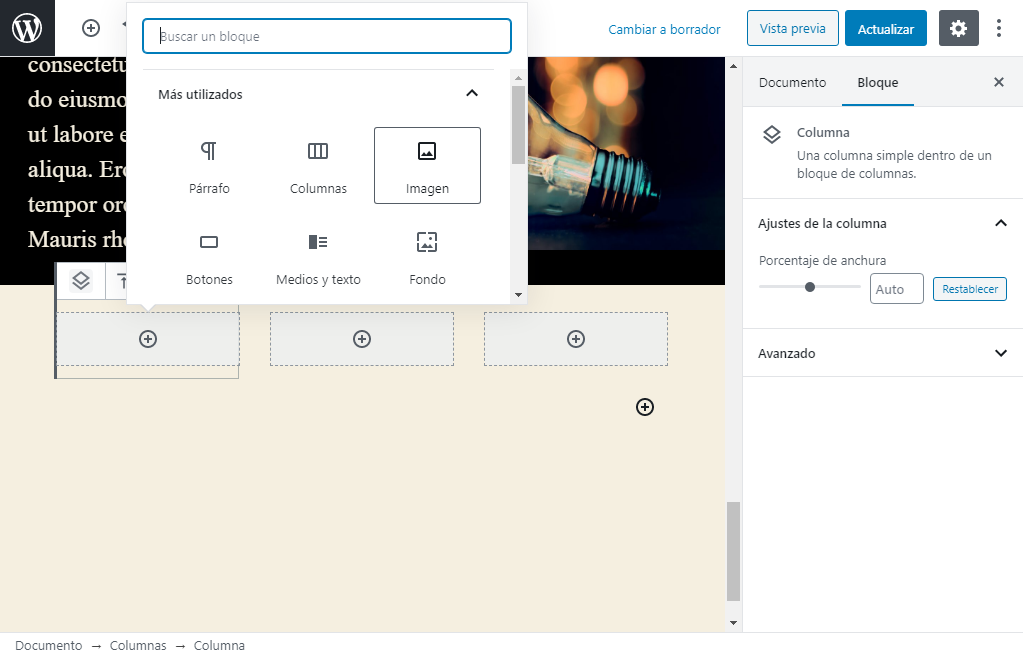 Buscar un bloque
Cambiar a borrador
Vista previa
Actualizar
consectetu
do eiusmo
ut labore e
aliqua. Ero
tempor orc
Mauris rho
Más utilizados
Párrafo
Columnas
Imagen
Botones
Medios y texto
Fondo
Documento
Bloque
Columna
Una columna simple dentro de un
bloque de columnas.
Ajustes de la columna
Porcentaje de anchura
Auto
Restablecer
Avanzado
Documento → Columnas → Columna